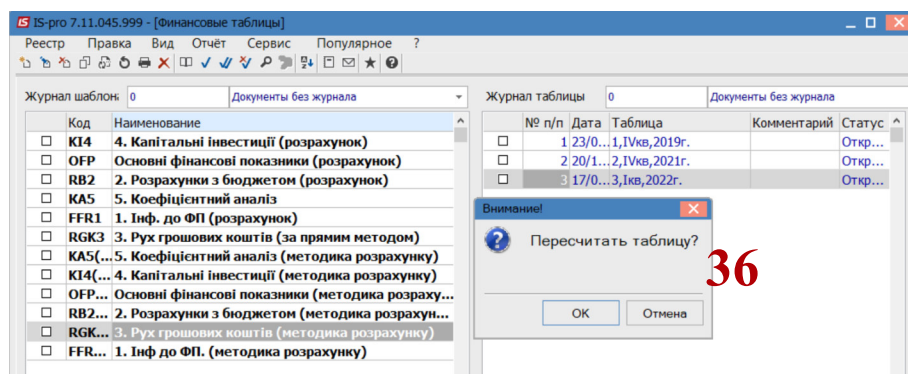 IS-pro 7.11.045.999 - [Финансовые таблицы]
Реестр Правка Вид Отчёт Сервис Популярное ?
Журнал шаблона 0 Документы без журнала Журнал таблицы 0 Документы без журнала
Код Наименование № п/п Дата Таблица Комментарий Статус
KI4 4. Капітальні інвестиції (розрахунок) 1 23/0... 1,IVкв,2019г. Откр...
OFP Основні фінансові показники (розрахунок) 2 20/1... 2,IVкв,2021г. Откр...
RB2 2. Розрахунки з бюджетом (розрахунок) 3 17/0... 3,Iкв,2022г. Откр...
KA5 5. Коефіцієнтний аналіз
FFR1 1. Інф. до ФП (розрахунок)
RGK3 3. Рух грошових коштів (за прямим методом)
KA5(... 5. Коефіцієнтний аналіз (методика розрахунку)
KI4(... 4. Капітальні інвестиції (методика розрахунку)
OFP... Основні фінансові показники (методика розраху...
RB2... 2. Розрахунки з бюджетом (методика розрахун...
RGK... 3. Рух грошових коштів (методика розрахунку)
FFR... 1. Інф до ФП. (методика розрахунку)
Внимание!
Пересчитать таблицу?
36
OK Отмена